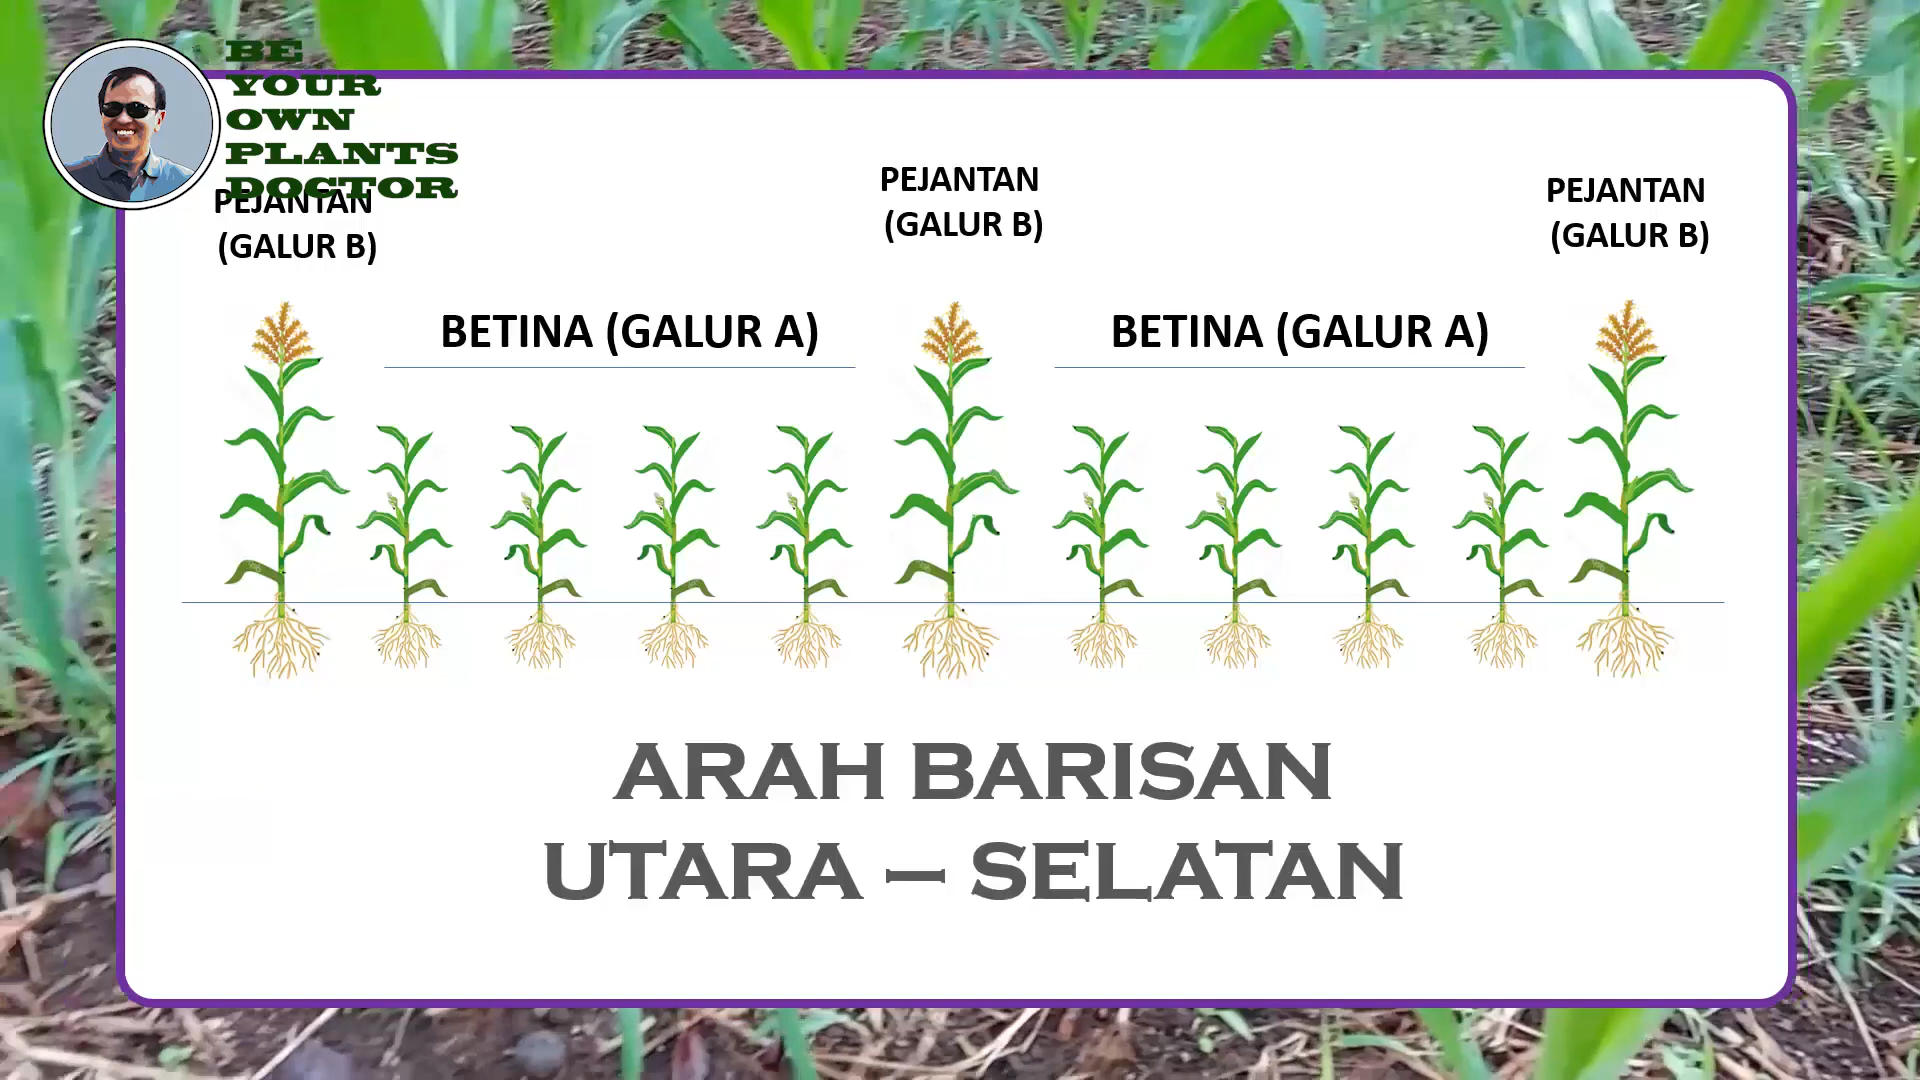 BE
YOUR
OWN
PLANTS
DOCTOR
PEJANTAN
(GALUR B)
PEJANTAN
(GALUR B)
PEJANTAN
(GALUR B)
BETINA (GALUR A)
BETINA (GALUR A)
ARAH BARISAN
UTARA – SELATAN